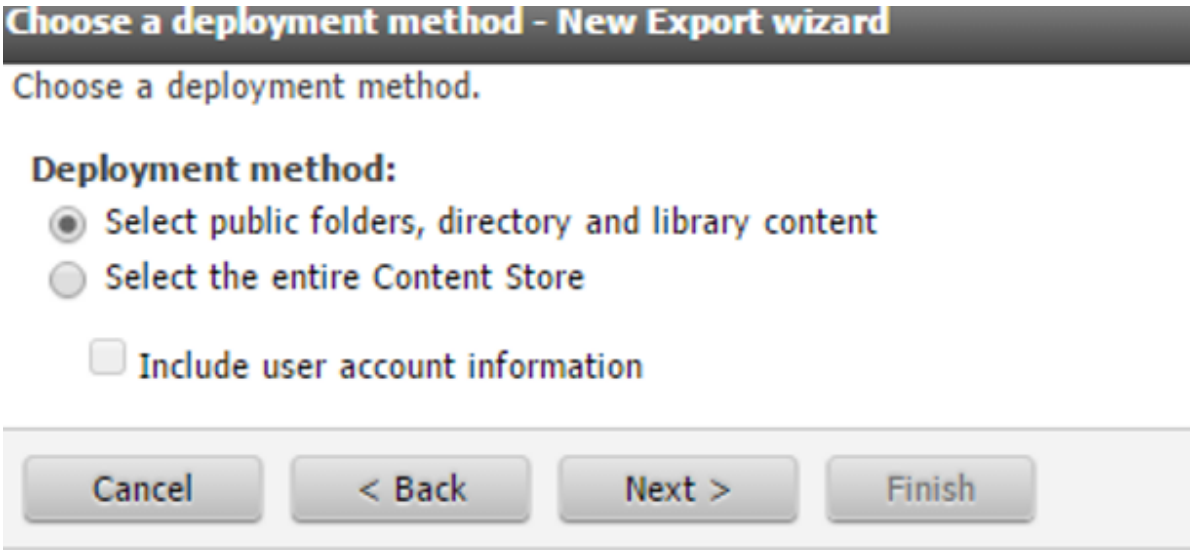 Choose a deployment method - New Export wizard
Choose a deployment method.
Deployment method:
Select public folders, directory and library content
Select the entire Content Store
Include user account information
Cancel < Back Next > Finish